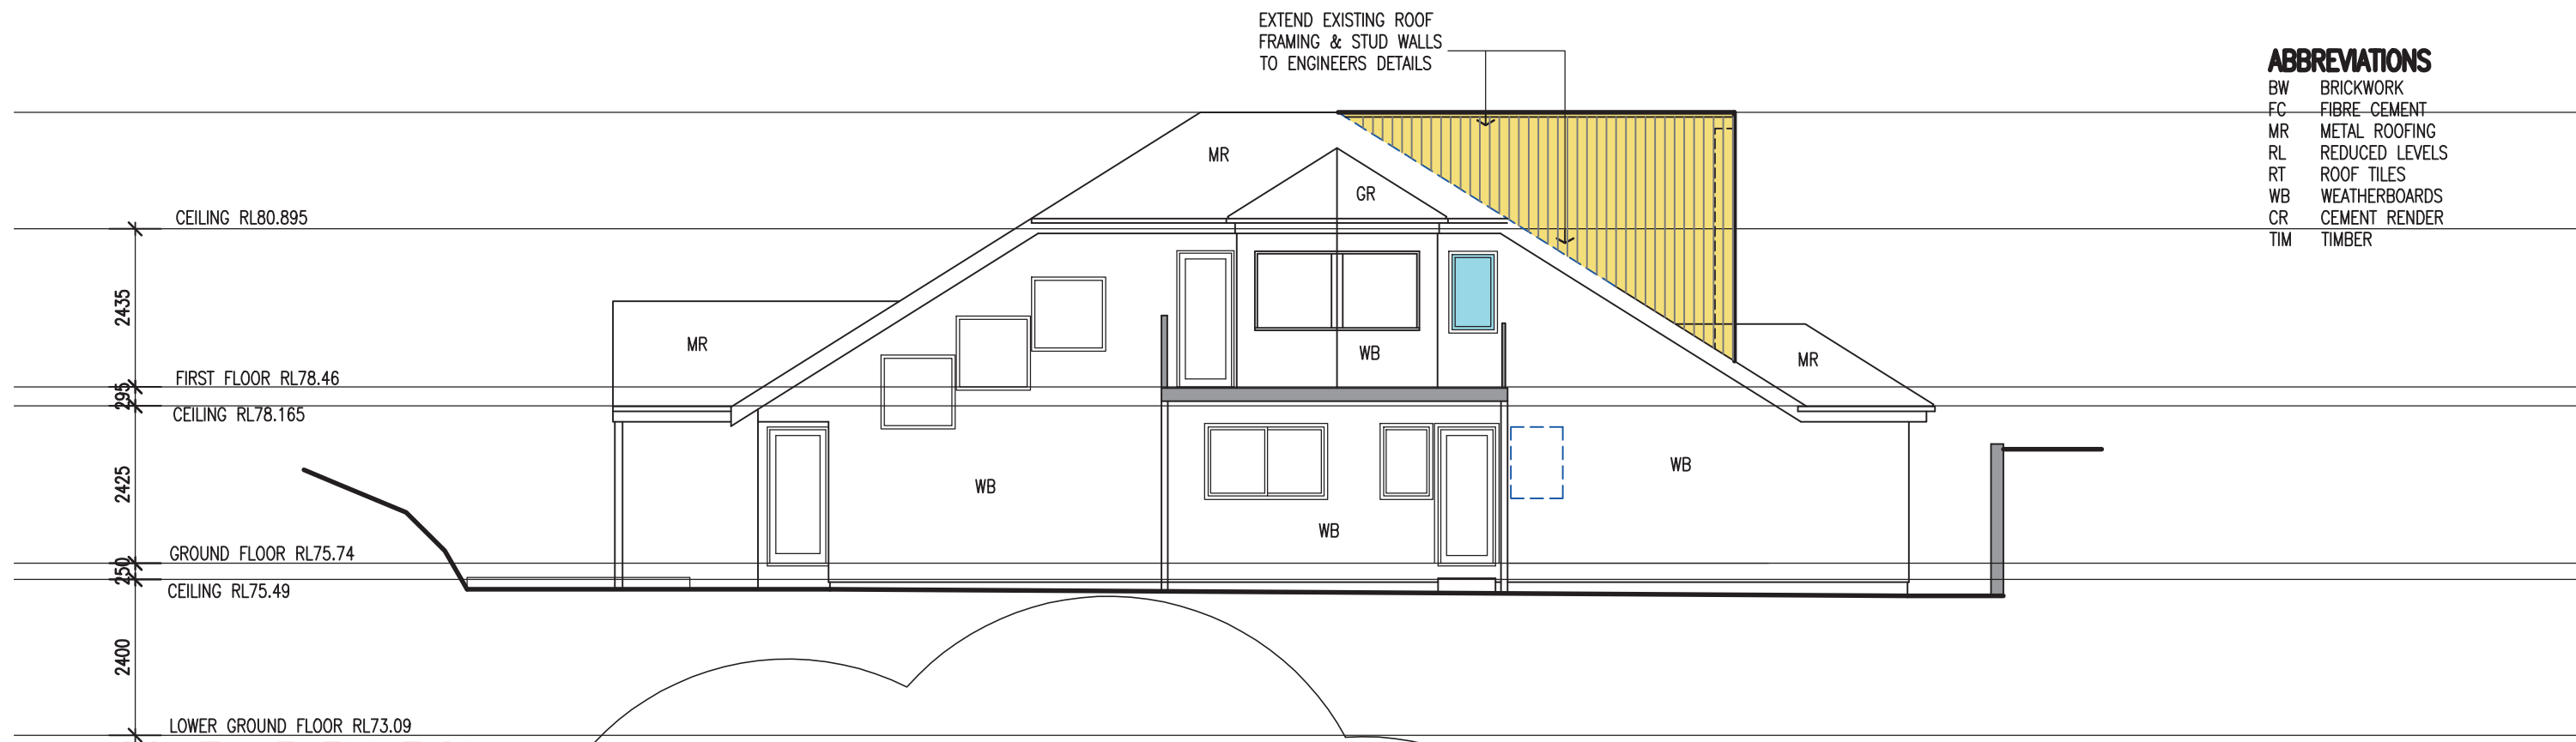 EXTEND EXISTING ROOF
FRAMING & STUD WALLS
TO ENGINEERS DETAILS
ABBREVIATIONS
BW BRICKWORK
FC FIBRE CEMENT
MR METAL ROOFING
RL REDUCED LEVELS
RT ROOF TILES
WB WEATHERBOARDS
CR CEMENT RENDER
TIM TIMBER
MR
GR
CEILING RL80.895
2435
MR
WB
MR
FIRST FLOOR RL78.46
295
CEILING RL78.165
2425
WB
WB
WB
GROUND FLOOR RL75.74
250
CEILING RL75.49
2400
LOWER GROUND FLOOR RL73.09